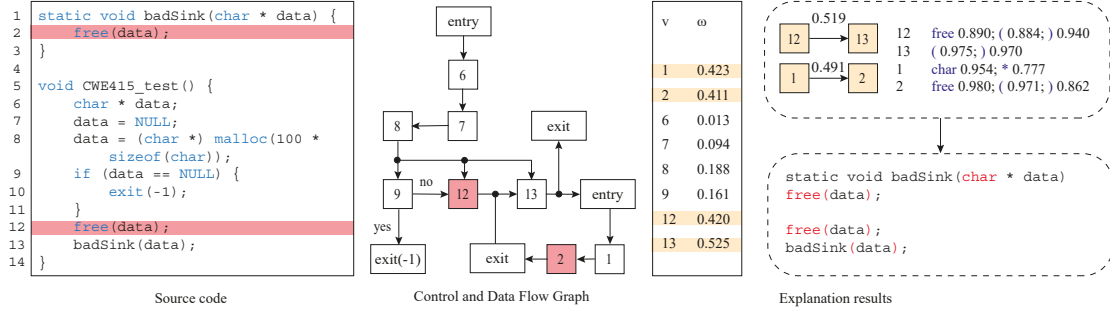 1 static void badSink(char * data) {
2 free(data);
3 }
4
5 void CWE415_test() {
6 char * data;
7 data = NULL;
8 data = (char *) malloc(100 *
sizeof(char));
9 if (data == NULL) {
10 exit(-1);
11 }
12 free(data);
13 badSink(data);
14 }
Source code
entry
6
8 7 exit
9 no 12 13 entry
yes
exit(-1) exit 2 1
Control and Data Flow Graph
v ω
1 0.423
2 0.411
6 0.013
7 0.094
8 0.188
9 0.161
12 0.420
13 0.525
12 0.519 13
1 0.491 2
12 free 0.890; ( 0.884; ) 0.940
13 ( 0.975; ) 0.970
1 char 0.954; * 0.777
2 free 0.980; ( 0.971; ) 0.862
static void badSink(char * data)
free(data);
free(data);
badSink(data);
Explanation results